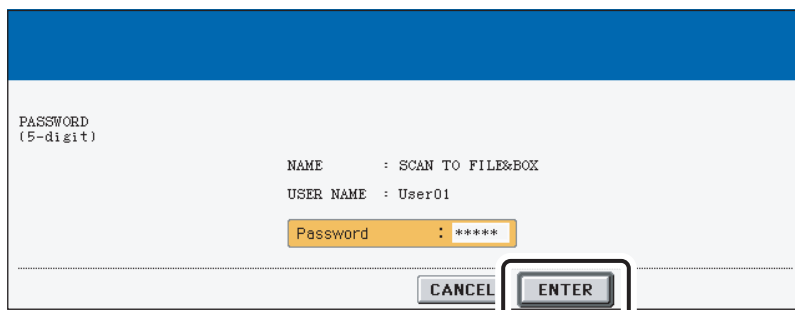 PASSWORD
(5-digit)
NAME : SCAN TO FILE&BOX
USER NAME : User01
Password : *****
CANCEL ENTER